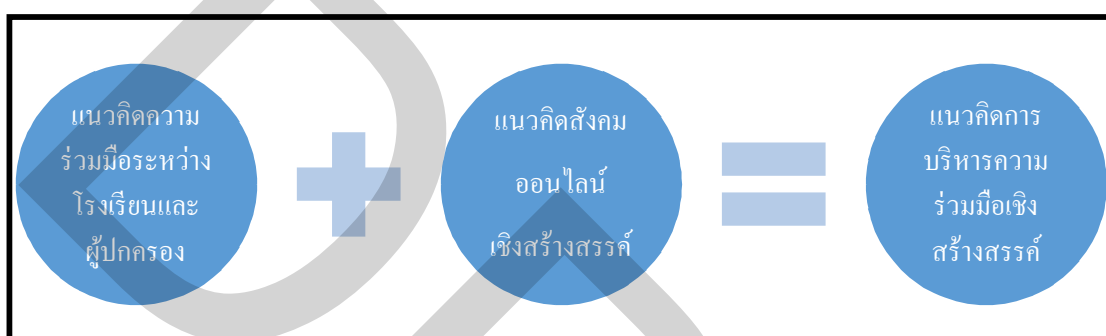 แนวคิดความ
ร่วมมือระหว่าง
โรงเรียนและ
ผู้ปกครอง
แนวคิดสังคม
ออนไลน์
เชิงสร้างสรรค์
แนวคิดการ
บริหารความ
ร่วมมือเชิง
สร้างสรรค์